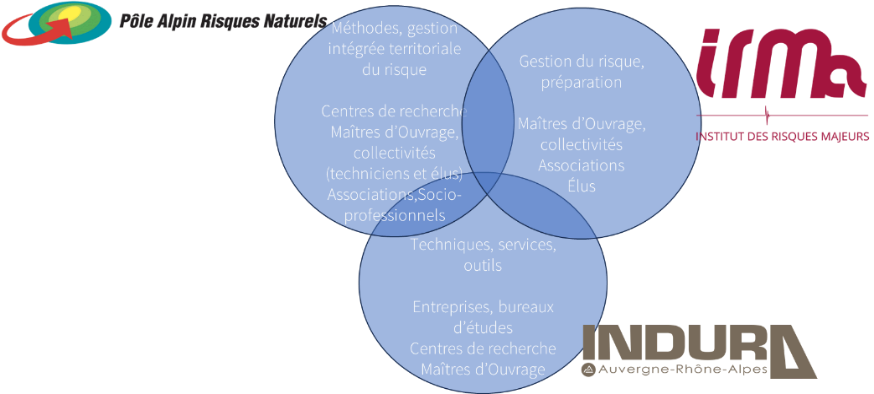 Pôle Alpin Risques Naturels
Méthodes, gestion
intégrée territoriale
du risque
Centres de recherche
Maîtres d'Ouvrage,
collectivités
(techniciens et élus)
Associations,Socio-
professionnels
Gestion du risque,
préparation
Maîtres d'Ouvrage,
collectivités
Associations
Élus
irma
INSTITUT DES RISQUES MAJEURS
Techniques, services,
outils
Entreprises, bureaux
d'études
Centres de recherche
Maîtres d'Ouvrage
INDURA
Auvergne-Rhône-Alpes